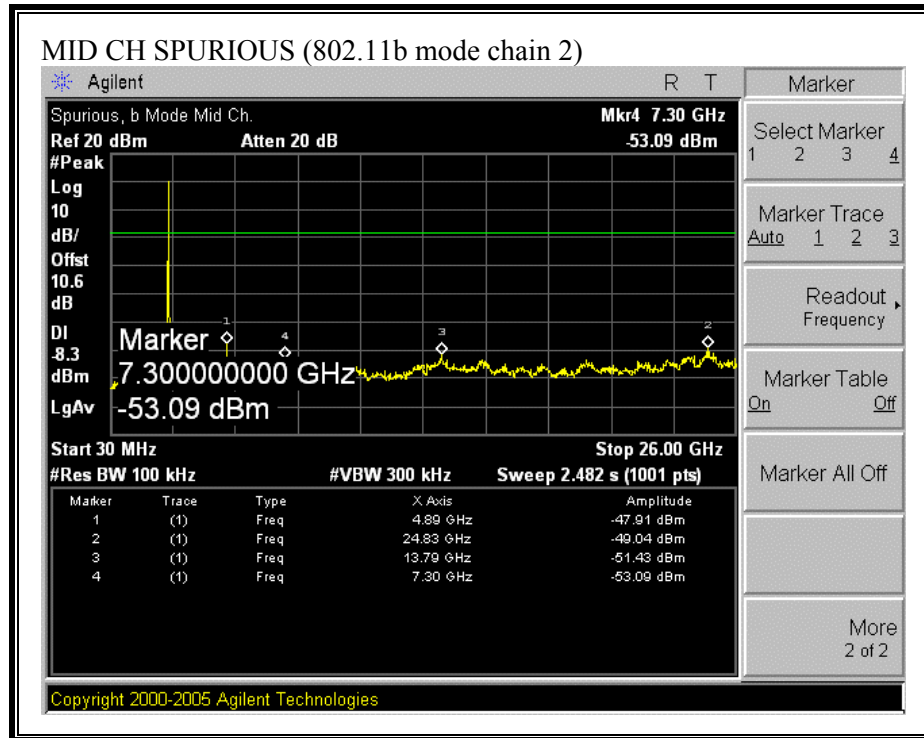 MID CH SPURIOUS (802.11b mode chain 2)
Agilent R T
Spurious, b Mode Mid Ch. Mkr4 7.30 GHz
Ref 20 dBm Atten 20 dB -53.09 dBm
#Peak
Log
10
dB/
Offst
10.6
dB
DI
-8.3
dBm
LgAv
1
4
3
2
Marker
7.300000000 GHz
-53.09 dBm
Start 30 MHz Stop 26.00 GHz
#Res BW 100 kHz #VBW 300 kHz Sweep 2.482 s (1001 pts)
Marker Trace Type X Axis Amplitude
1 (1) Freq 4.89 GHz -47.91 dBm
2 (1) Freq 24.83 GHz -49.04 dBm
3 (1) Freq 13.79 GHz -51.43 dBm
4 (1) Freq 7.30 GHz -53.09 dBm
Copyright 2000-2005 Agilent Technologies
Marker
Select Marker
1 2 3 4
Marker Trace
Auto 1 2 3
Readout
Frequency
Marker Table
On Off
Marker All Off
More
2 of 2